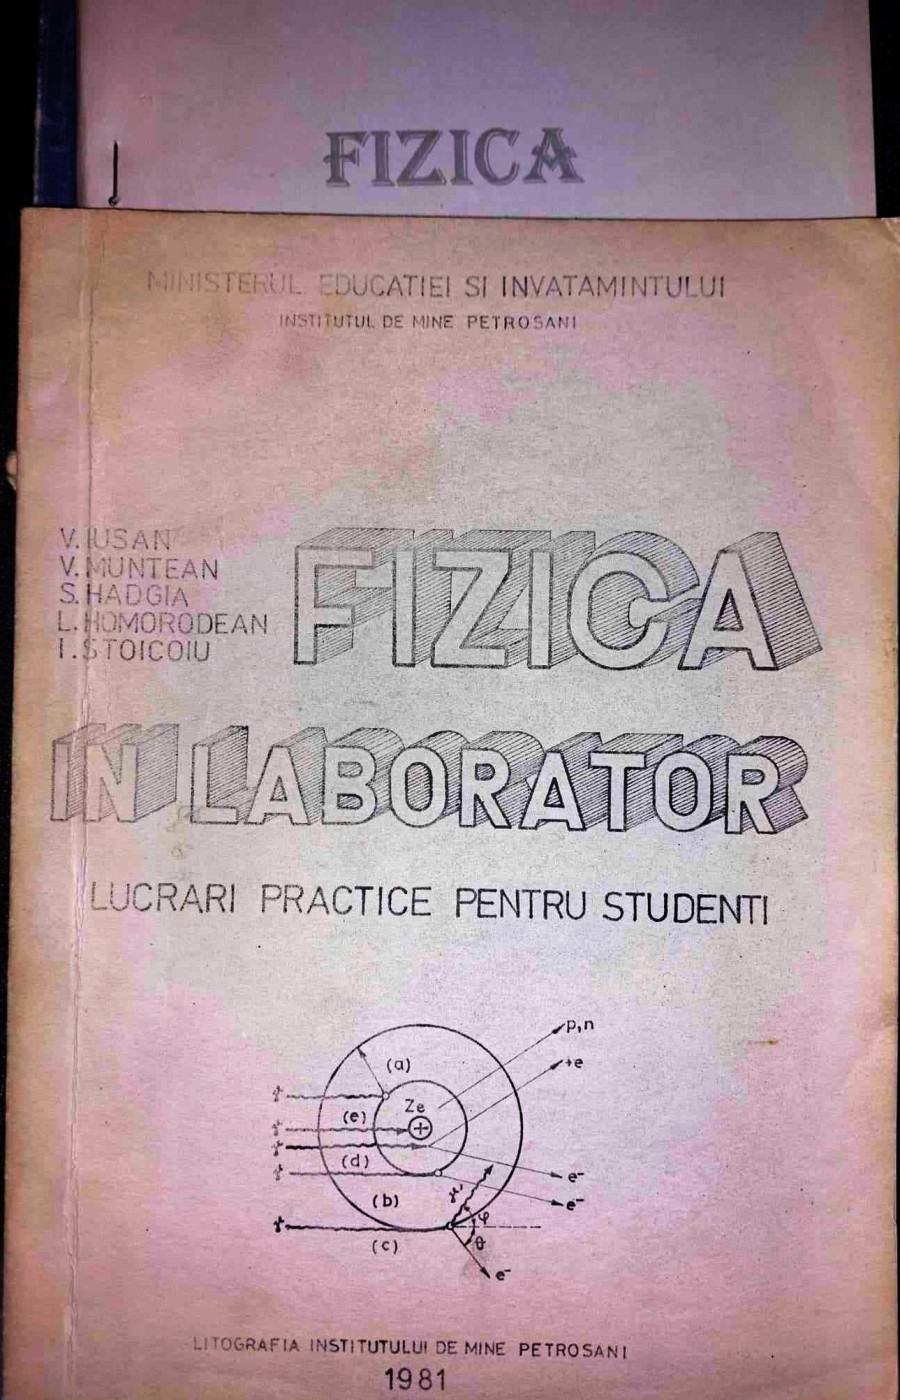 FIZICA
MINISTERUL EDUCATIEI SI INVATAMINTULUI
INSTITUTUL DE MINE PETROSANI
V. IUSAN
V. MUNTEAN
S. HADGIA
L. HOMORODEAN
I. STOICOIU
FIZICA
IN LABORATOR
LUCRARI PRACTICE PENTRU STUDENTI
p,n
+e
(a)
γ
Ze
(e)
γ
+
γ
(d)
γ
e-
(b)
γ'
e-
γ
φ
(c)
θ
e-
LITOGRAFIA INSTITUTULUI DE MINE PETROSANI
1981